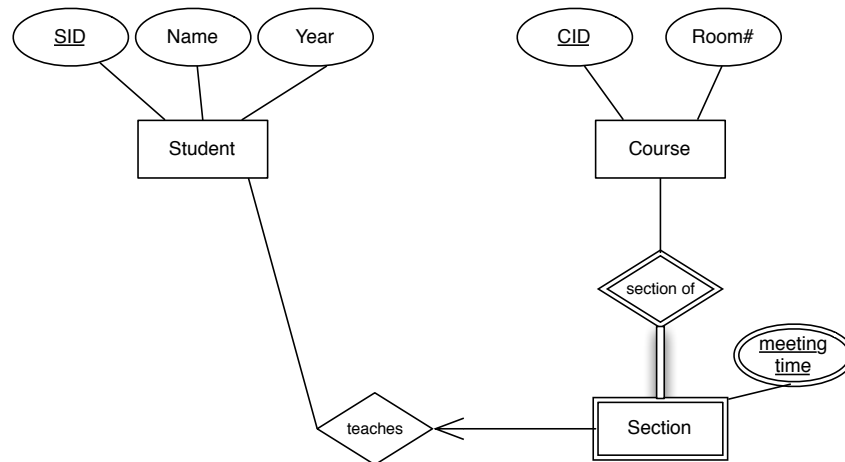 SID
Name
Year
CID
Room#
Student
Course
section of
meeting
time
teaches
Section